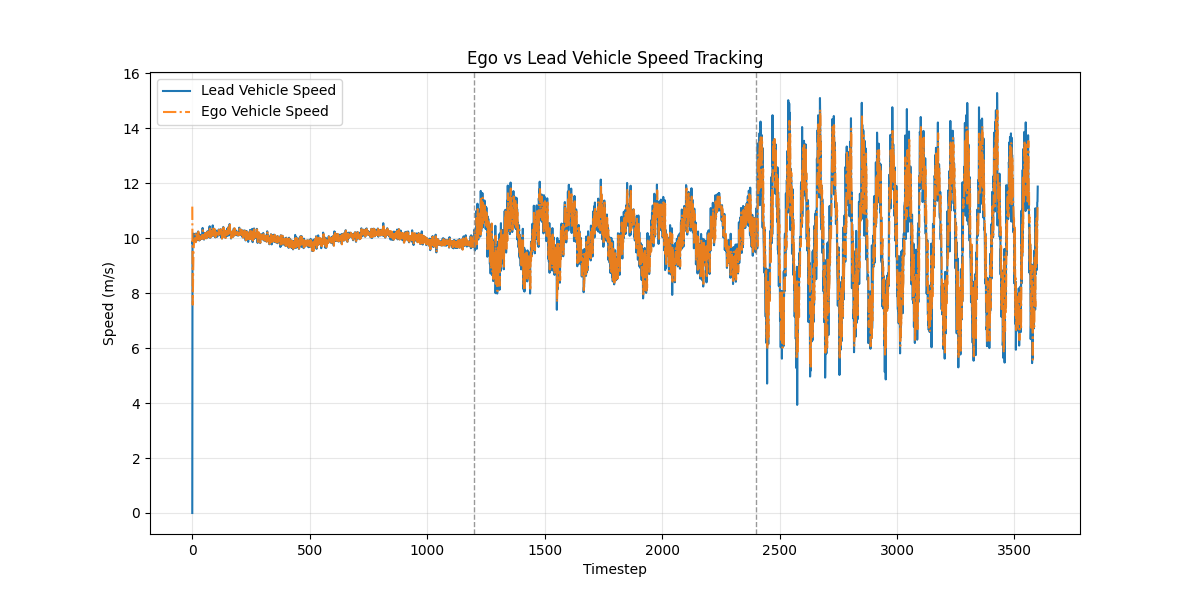 Ego vs Lead Vehicle Speed Tracking
Lead Vehicle Speed
Ego Vehicle Speed
Speed (m/s)
16
14
12
10
8
6
4
2
0
0 500 1000 1500 2000 2500 3000 3500
Timestep